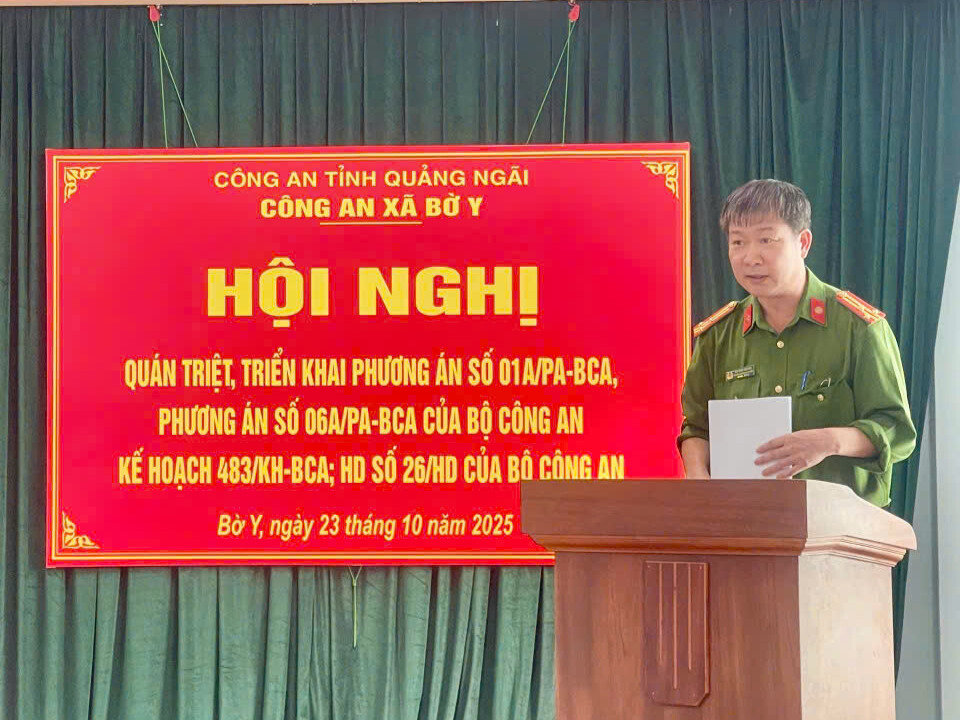 CÔNG AN TỈNH QUẢNG NGÃI
CÔNG AN XÃ BỜ Y
HỘI NGHỊ
QUÁN TRIỆT, TRIỂN KHAI PHƯƠNG ÁN SỐ 01A/PA-BCA,
PHƯƠNG ÁN SỐ 06A/PA-BCA CỦA BỘ CÔNG AN
KẾ HOẠCH 483/KH-BCA; HD SỐ 26/HD CỦA BỘ CÔNG AN
Bờ Y, ngày 23 tháng 10 năm 2025